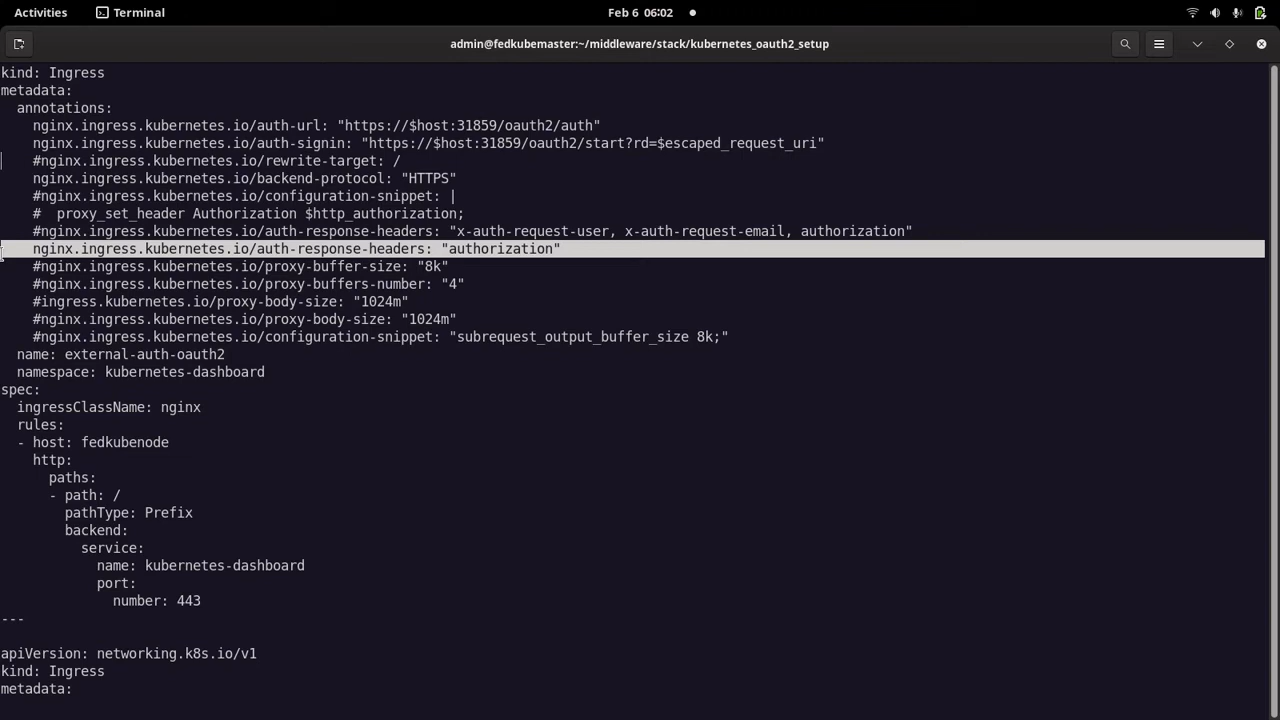 Activities
Terminal
Feb 6 06:02
admin@fedkubemaster:~/middleware/stack/kubernetes_oauth2_setup
kind: Ingress
metadata:
  annotations:
    nginx.ingress.kubernetes.io/auth-url: "https://$host:31859/oauth2/auth"
    nginx.ingress.kubernetes.io/auth-signin: "https://$host:31859/oauth2/start?rd=$escaped_request_uri"
    #nginx.ingress.kubernetes.io/rewrite-target: /
    nginx.ingress.kubernetes.io/backend-protocol: "HTTPS"
    #nginx.ingress.kubernetes.io/configuration-snippet: |
    #  proxy_set_header Authorization $http_authorization;
    #nginx.ingress.kubernetes.io/auth-response-headers: "x-auth-request-user, x-auth-request-email, authorization"
    nginx.ingress.kubernetes.io/auth-response-headers: "authorization"
    #nginx.ingress.kubernetes.io/proxy-buffer-size: "8k"
    #nginx.ingress.kubernetes.io/proxy-buffers-number: "4"
    #ingress.kubernetes.io/proxy-body-size: "1024m"
    #nginx.ingress.kubernetes.io/proxy-body-size: "1024m"
    #nginx.ingress.kubernetes.io/configuration-snippet: "subrequest_output_buffer_size 8k;"
  name: external-auth-oauth2
  namespace: kubernetes-dashboard
spec:
  ingressClassName: nginx
  rules:
  - host: fedkubenode
    http:
      paths:
      - path: /
        pathType: Prefix
        backend:
          service:
            name: kubernetes-dashboard
            port:
              number: 443
---
apiVersion: networking.k8s.io/v1
kind: Ingress
metadata: